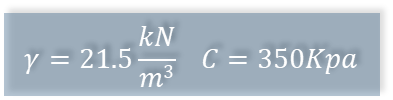 γ = 21.5 kN/m³ C = 350Kpa